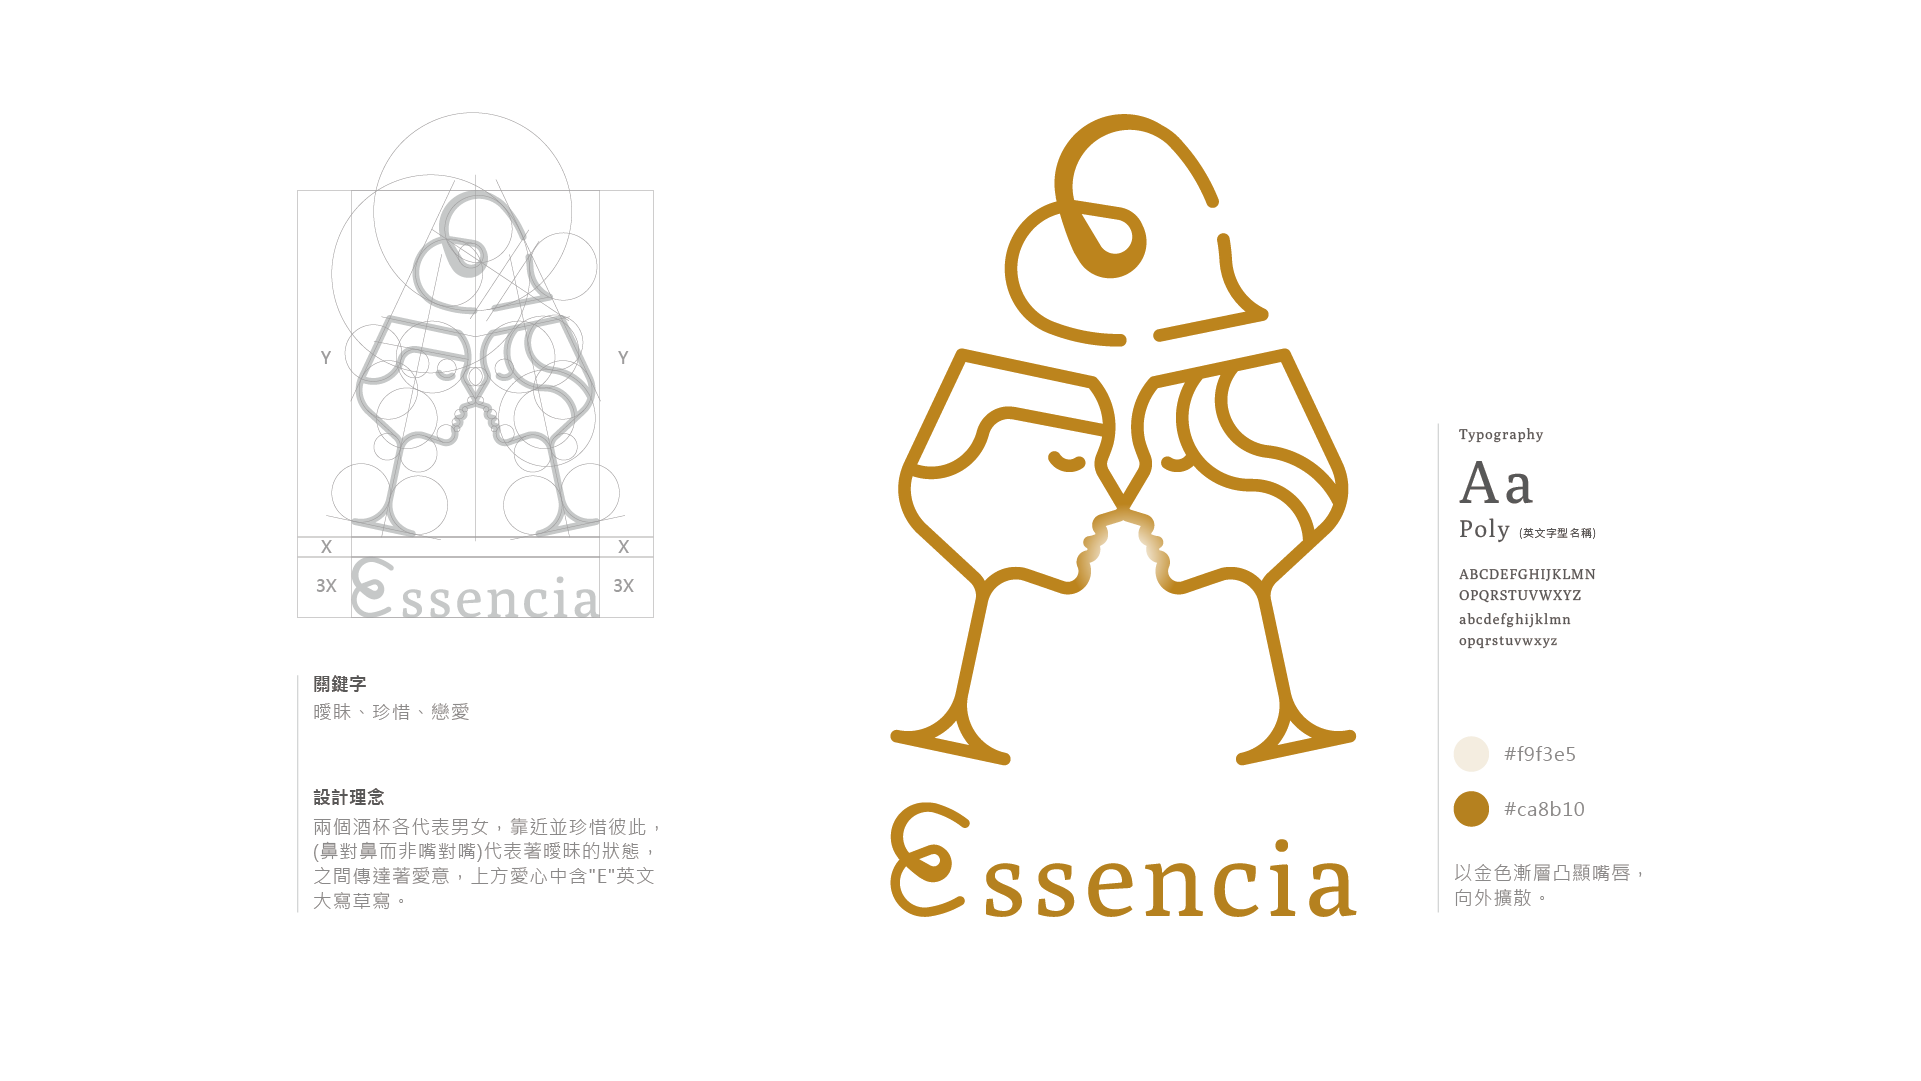 Y
Y
X
X
3X
3X
Essencia
關鍵字
曖昧、珍惜、戀愛
設計理念
兩個酒杯各代表男女，靠近並珍惜彼此，
(鼻對鼻而非嘴對嘴)代表著曖昧的狀態，
之間傳達著愛意，上方愛心中含"E"英文
大寫草寫。
Essencia
Typography
Aa
Poly (英文字型名稱)
ABCDEFGHIJKLMN
OPQRSTUVWXYZ
abcdefghijklmn
opqrstuvwxyz
#f9f3e5
#ca8b10
以金色漸層凸顯嘴唇，
向外擴散。